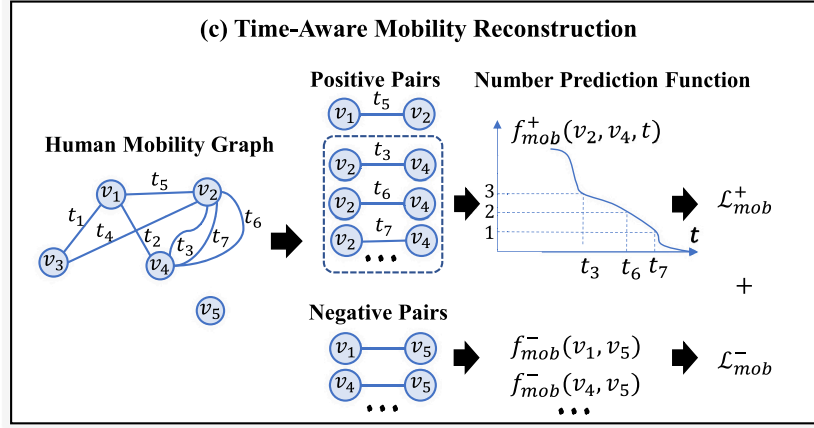 (c) Time-Aware Mobility Reconstruction
Positive Pairs
Number Prediction Function
Human Mobility Graph
v₁ t₅ v₂
v₂ t₃ v₄
v₂ t₆ v₄
v₂ t₇ v₄
•••
v₁ t₅ v₂
t₁ t₄ t₂ t₃ t₇ t₆
v₃ v₄
v₅
f⁺ₘₒb(v₂, v₄, t)
3
2
1
t
t₃ t₆ t₇
ℒ⁺ₘₒb
+
Negative Pairs
v₁ v₅
v₄ v₅
•••
f⁻ₘₒb(v₁, v₅)
f⁻ₘₒb(v₄, v₅)
•••
ℒ⁻ₘₒb